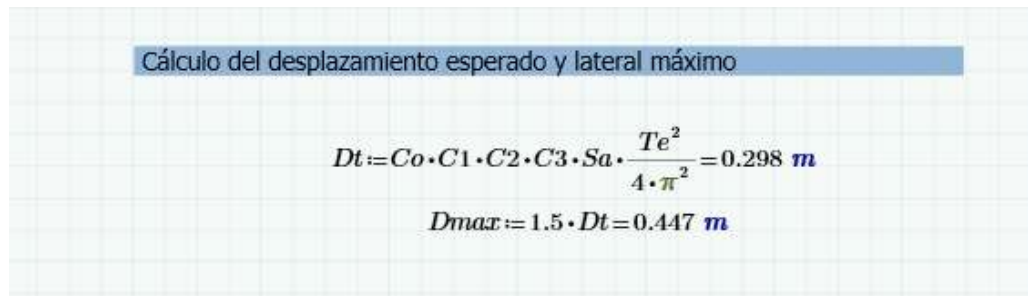 Cálculo del desplazamiento esperado y lateral máximo
Dt:=Co·C1·C2·C3·Sa·Te²/(4·π²)=0.298 m
Dmax:=1.5·Dt=0.447 m